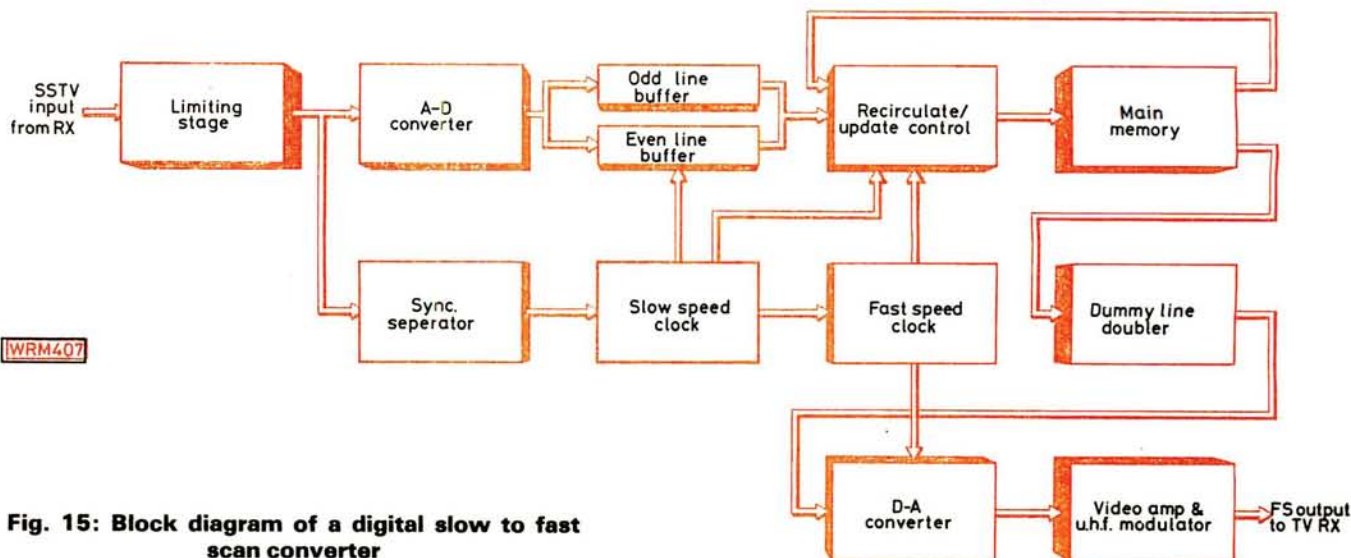 SSTV
input
from RX
Limiting
stage
A-D
converter
Odd line
buffer
Even line
buffer
Recirculate/
update control
Main
memory
Sync.
seperator
Slow speed
clock
Fast speed
clock
Dummy line
doubler
WRM407
D-A
converter
Video amp &
u.h.f. modulator
FS output
to TV RX
Fig. 15: Block diagram of a digital slow to fast
scan converter